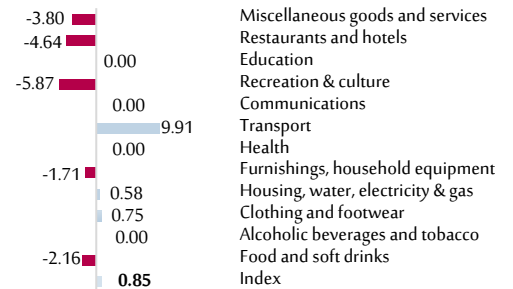 -3.80 Miscellaneous goods and services
-4.64 Restaurants and hotels
0.00 Education
-5.87 Recreation & culture
0.00 Communications
9.91 Transport
0.00 Health
-1.71 Furnishings, household equipment
0.58 Housing, water, electricity & gas
0.75 Clothing and footwear
0.00 Alcoholic beverages and tobacco
-2.16 Food and soft drinks
0.85 Index